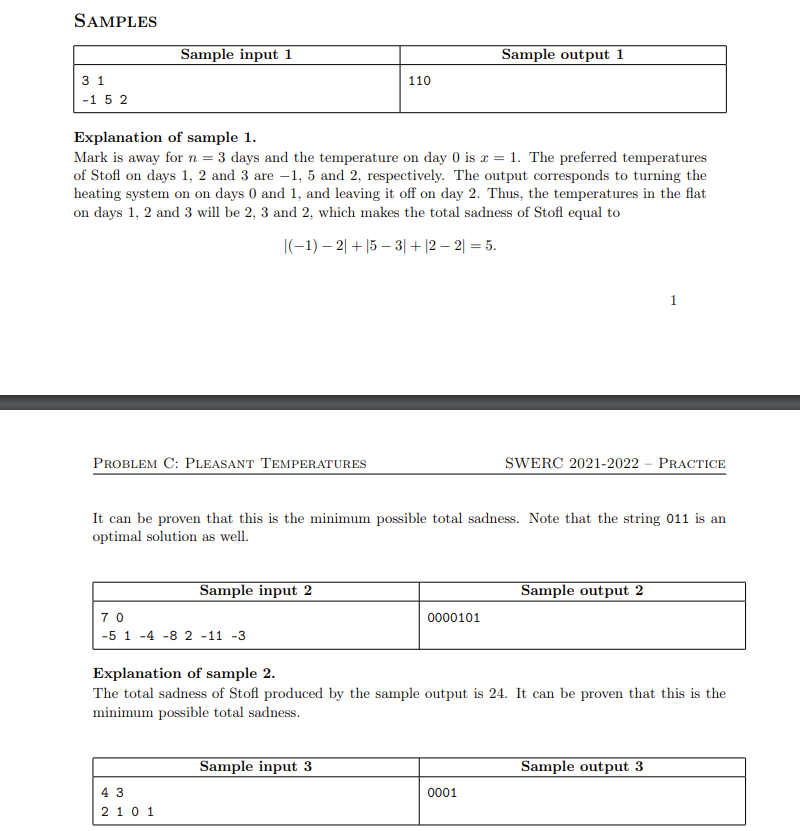 SAMPLES
Sample input 1 Sample output 1
3 1 110
-1 5 2
Explanation of sample 1.
Mark is away for n = 3 days and the temperature on day 0 is x = 1. The preferred temperatures
of Stofl on days 1, 2 and 3 are −1, 5 and 2, respectively. The output corresponds to turning the
heating system on on days 0 and 1, and leaving it off on day 2. Thus, the temperatures in the flat
on days 1, 2 and 3 will be 2, 3 and 2, which makes the total sadness of Stofl equal to
|(−1) − 2| + |5 − 3| + |2 − 2| = 5.
1
PROBLEM C: PLEASANT TEMPERATURES SWERC 2021-2022 – PRACTICE
It can be proven that this is the minimum possible total sadness. Note that the string 011 is an
optimal solution as well.
Sample input 2 Sample output 2
7 0 0000101
-5 1 -4 -8 2 -11 -3
Explanation of sample 2.
The total sadness of Stofl produced by the sample output is 24. It can be proven that this is the
minimum possible total sadness.
Sample input 3 Sample output 3
4 3 0001
2 1 0 1